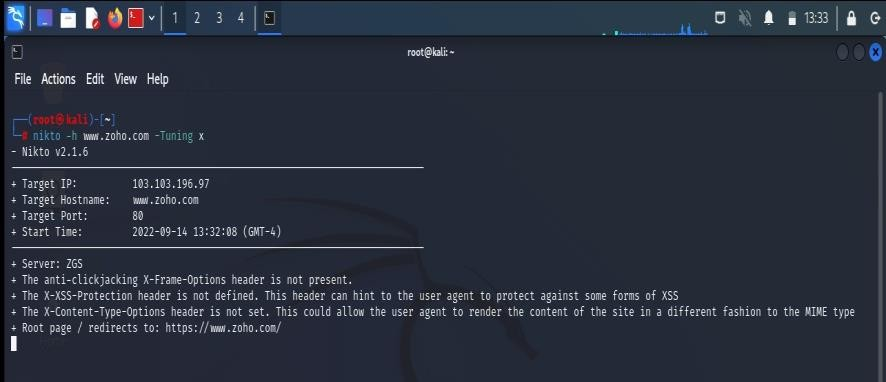 1 2 3 4 13:33
root@kali: ~
File Actions Edit View Help
┌──(root㉿kali)-[~]
└─# nikto -h www.zoho.com -Tuning x
- Nikto v2.1.6
+ Target IP: 103.103.196.97
+ Target Hostname: www.zoho.com
+ Target Port: 80
+ Start Time: 2022-09-14 13:32:08 (GMT-4)
+ Server: ZGS
+ The anti-clickjacking X-Frame-Options header is not present.
+ The X-XSS-Protection header is not defined. This header can hint to the user agent to protect against some forms of XSS
+ The X-Content-Type-Options header is not set. This could allow the user agent to render the content of the site in a different fashion to the MIME type
+ Root page / redirects to: https://www.zoho.com/